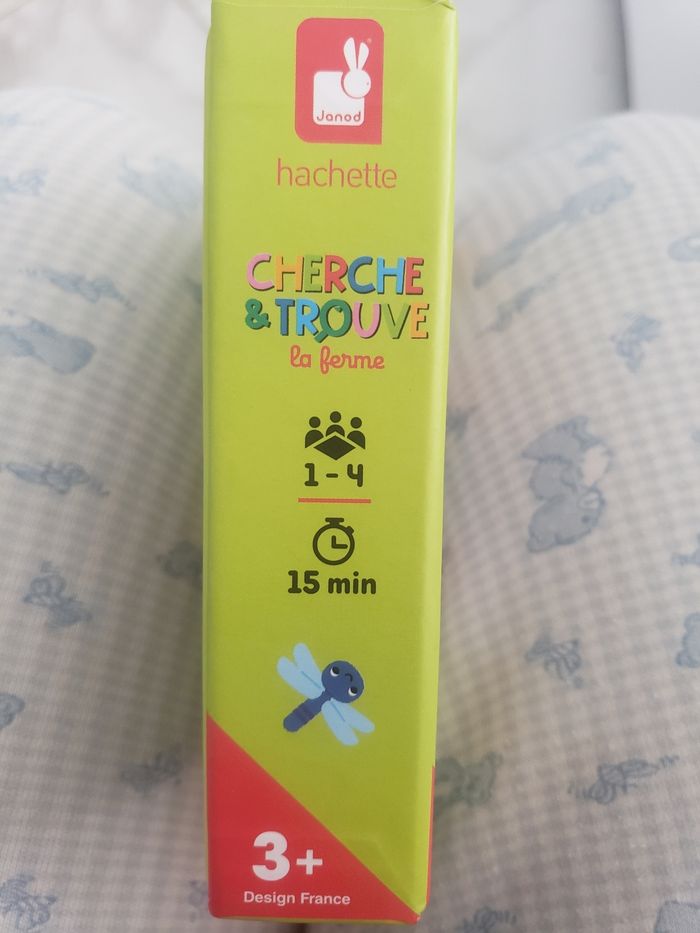 Janod
hachette
CHERCHE
& TROUVE
la ferme
1 - 4
15 min
3+
Design France